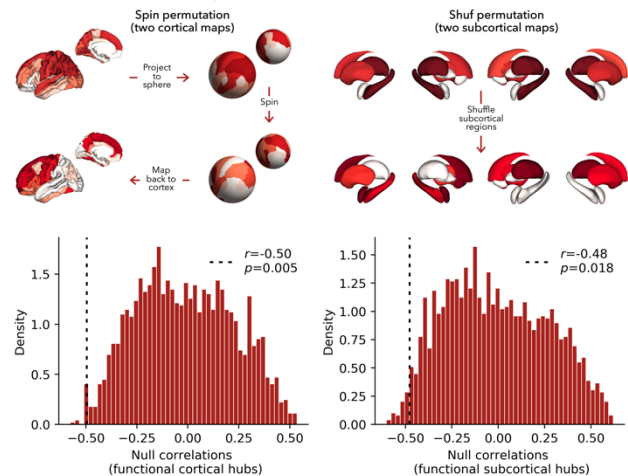 Spin permutation
(two cortical maps)
Project
to
sphere
Spin
Map
back to
cortex
Shuf permutation
(two subcortical maps)
Shuffle
subcortical
regions
r=-0.50
p=0.005
Density
1.5
1.0
0.5
0.0
−0.50 −0.25 0.00 0.25 0.50
Null correlations
(functional cortical hubs)
r=-0.48
p=0.018
Density
1.50
1.25
1.00
0.75
0.50
0.25
0.00
−0.50 −0.25 0.00 0.25 0.50
Null correlations
(functional subcortical hubs)